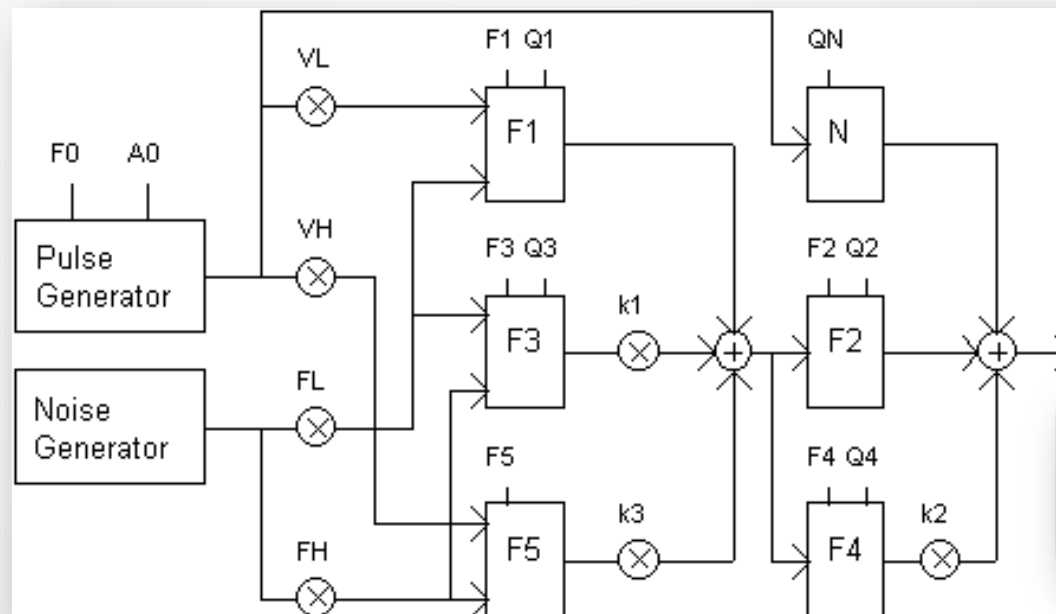 VL
F1 Q1
QN
F1
N
F0 A0
VH
F3 Q3
F2 Q2
Pulse
Generator
k1
F3
+
F2
+
FL
Noise
Generator
F5
F4 Q4
k3
k2
FH
F5
F4